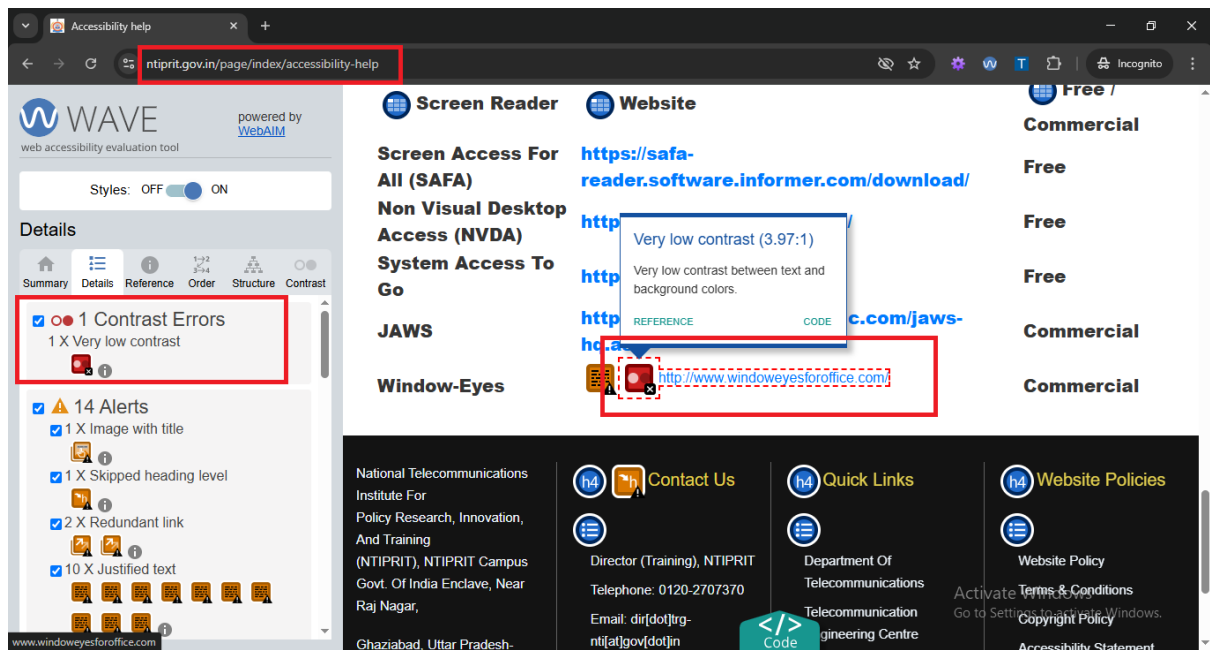 Accessibility help
ntiprit.gov.in/page/index/accessibility-help
Incognito
WAVE
powered by
WebAIM
web accessibility evaluation tool
Styles: OFF ON
Details
Summary Details Reference Order Structure Contrast
1 Contrast Errors
1 X Very low contrast
14 Alerts
1 X Image with title
1 X Skipped heading level
2 X Redundant link
10 X Justified text
www.windoweyesforoffice.com
Screen Reader Website Free /
Commercial
Screen Access For
All (SAFA)
https://safa-
reader.software.informer.com/download/
Free
Non Visual Desktop
Access (NVDA)
http
/
Free
System Access To
Go
http
Free
JAWS
http c.com/jaws-
Commercial
Window-Eyes
http://www.windoweyesforoffice.com/
Commercial
Very low contrast (3.97:1)
Very low contrast between text and
background colors.
REFERENCE CODE
National Telecommunications
Institute For
Policy Research, Innovation,
And Training
(NTIPRIT), NTIPRIT Campus
Govt. Of India Enclave, Near
Raj Nagar,
Ghaziabad, Uttar Pradesh-
h4 Contact Us
Director (Training), NTIPRIT
Telephone: 0120-2707370
Email: dir[dot]trg-
nti[at]gov[dot]in
h4 Quick Links
Department Of
Telecommunications
Telecommunication
gineering Centre
h4 Website Policies
Website Policy
Terms & Conditions
Copyright Policy
Accessibility Statement
Activate Windows
Go to Settings to activate Windows.
</> Code